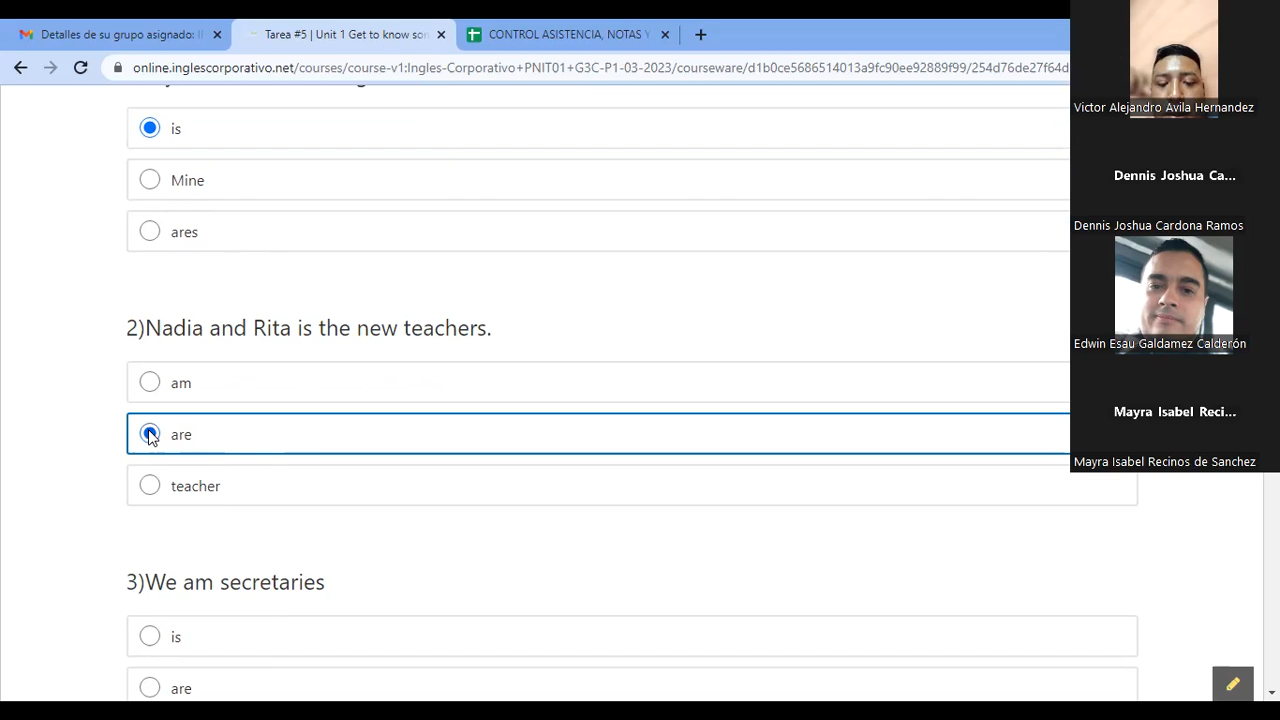 Detalles de su grupo asignado: I
Tarea #5 | Unit 1 Get to know son
CONTROL ASISTENCIA, NOTAS Y
online.inglescorporativo.net/courses/course-v1:Ingles-Corporativo+PNIT01+G3C-P1-03-2023/courseware/d1b0ce5686514013a9fc90ee92889f99/254d76de27f64d
is
Mine
ares
2)Nadia and Rita is the new teachers.
am
are
teacher
3)We am secretaries
is
are
Victor Alejandro Avila Hernandez
Dennis Joshua Ca...
Dennis Joshua Cardona Ramos
Edwin Esau Galdamez Calderón
Mayra Isabel Reci...
Mayra Isabel Recinos de Sanchez